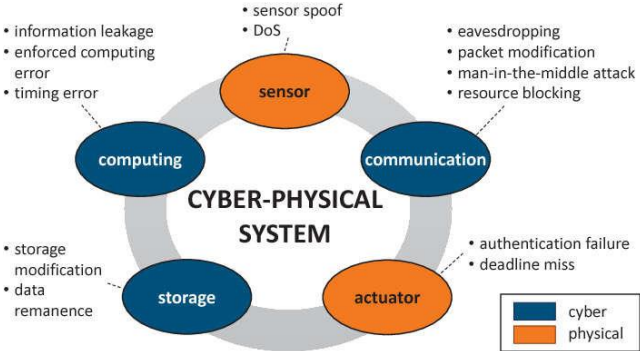 • sensor spoof
• DoS
• information leakage
• enforced computing
error
• timing error
• eavesdropping
• packet modification
• man-in-the-middle attack
• resource blocking
sensor
computing
communication
CYBER-PHYSICAL
SYSTEM
• storage
modification
• data
remanence
storage
actuator
• authentication failure
• deadline miss
cyber
physical